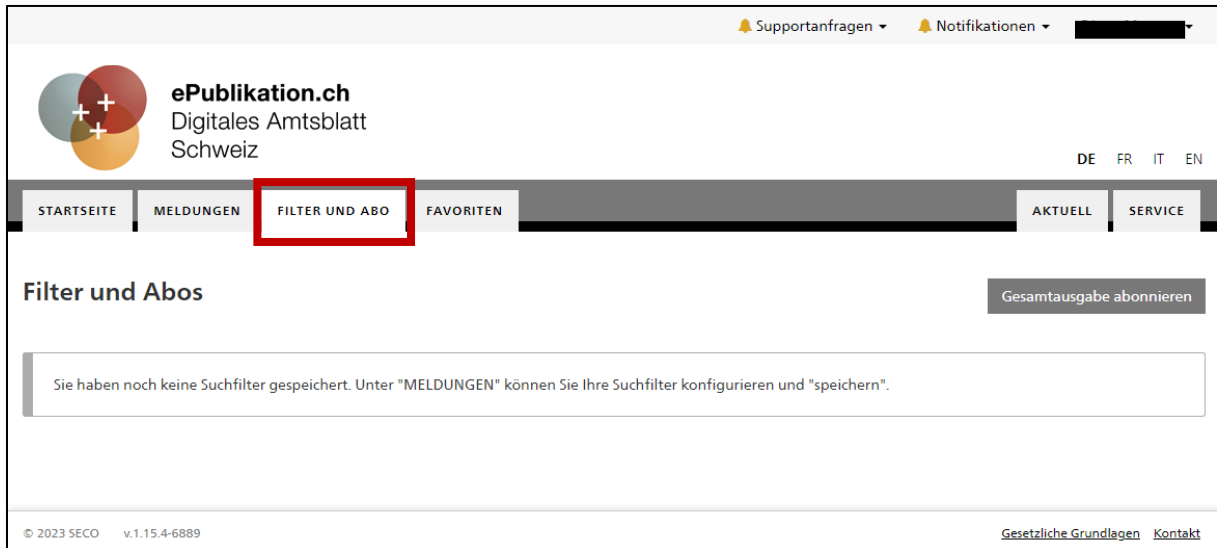 Supportanfragen Notifikationen
ePublikation.ch
Digitales Amtsblatt
Schweiz
DE FR IT EN
STARTSEITE MELDUNGEN FILTER UND ABO FAVORITEN AKTUELL SERVICE
Filter und Abos Gesamtausgabe abonnieren
Sie haben noch keine Suchfilter gespeichert. Unter "MELDUNGEN" können Sie Ihre Suchfilter konfigurieren und "speichern".
© 2023 SECO v.1.15.4-6889 Gesetzliche Grundlagen Kontakt